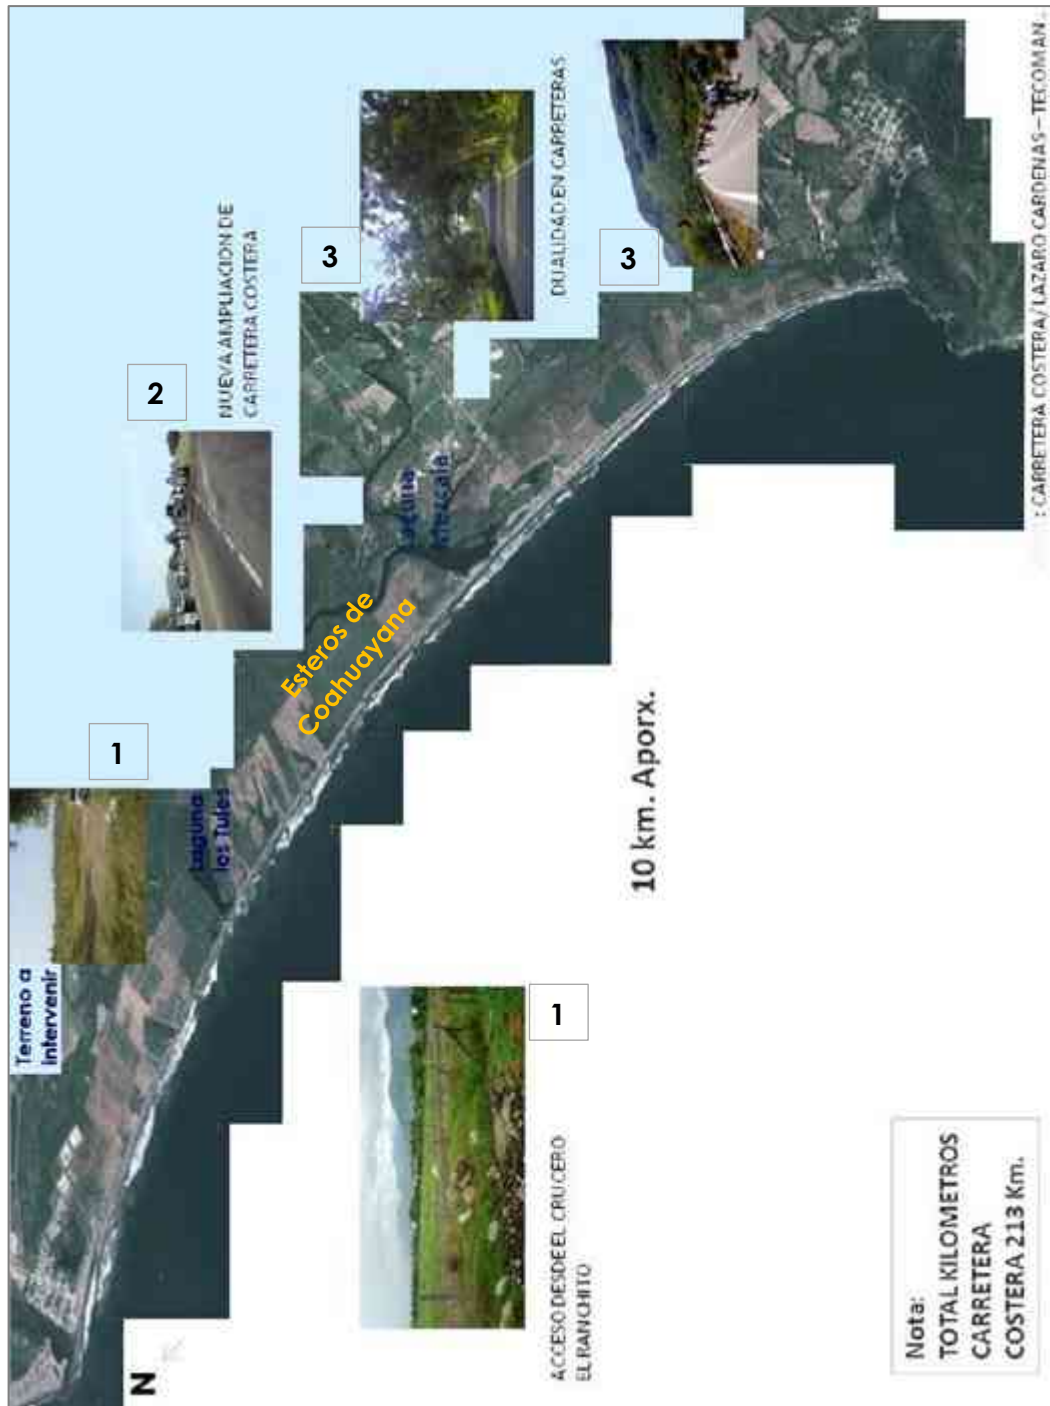 Terreno a
intervenir
1
Laguna
los Tules
2
NUEVA AMPLIACION DE
CARRETERA COSTERA
3
DUALIDAD EN CARRETERAS
3
Esteros de
Coahuayana
Laguna
1
ACCESO DESDE EL CRUCERO
EL RANCHITO
10 km. Aporx.
N
Nota:
TOTAL KILOMETROS
CARRETERA
COSTERA 213 Km.
: CARRETERA COSTERA/ LAZARO CARDENAS – TECOMAN.